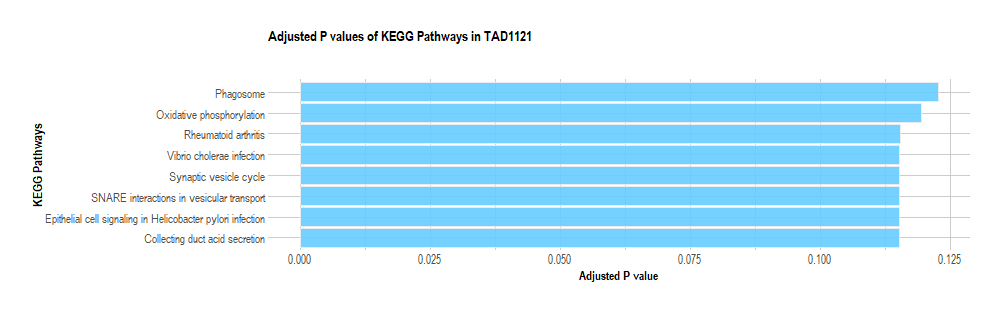 Adjusted P values of KEGG Pathways in TAD1121
KEGG Pathways
Phagosome
Oxidative phosphorylation
Rheumatoid arthritis
Vibrio cholerae infection
Synaptic vesicle cycle
SNARE interactions in vesicular transport
Epithelial cell signaling in Helicobacter pylori infection
Collecting duct acid secretion
0.000 0.025 0.050 0.075 0.100 0.125
Adjusted P value